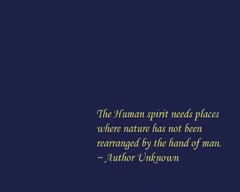 The Human spirit needs places
where nature has not been
rearranged by the hand of man.
~ Author Unknown